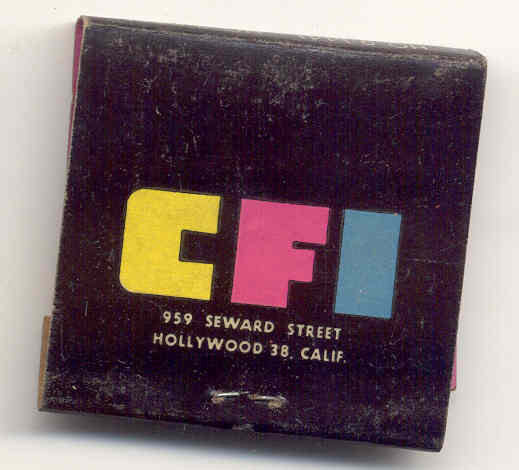 CFI
959 SEWARD STREET
HOLLYWOOD 38, CALIF.